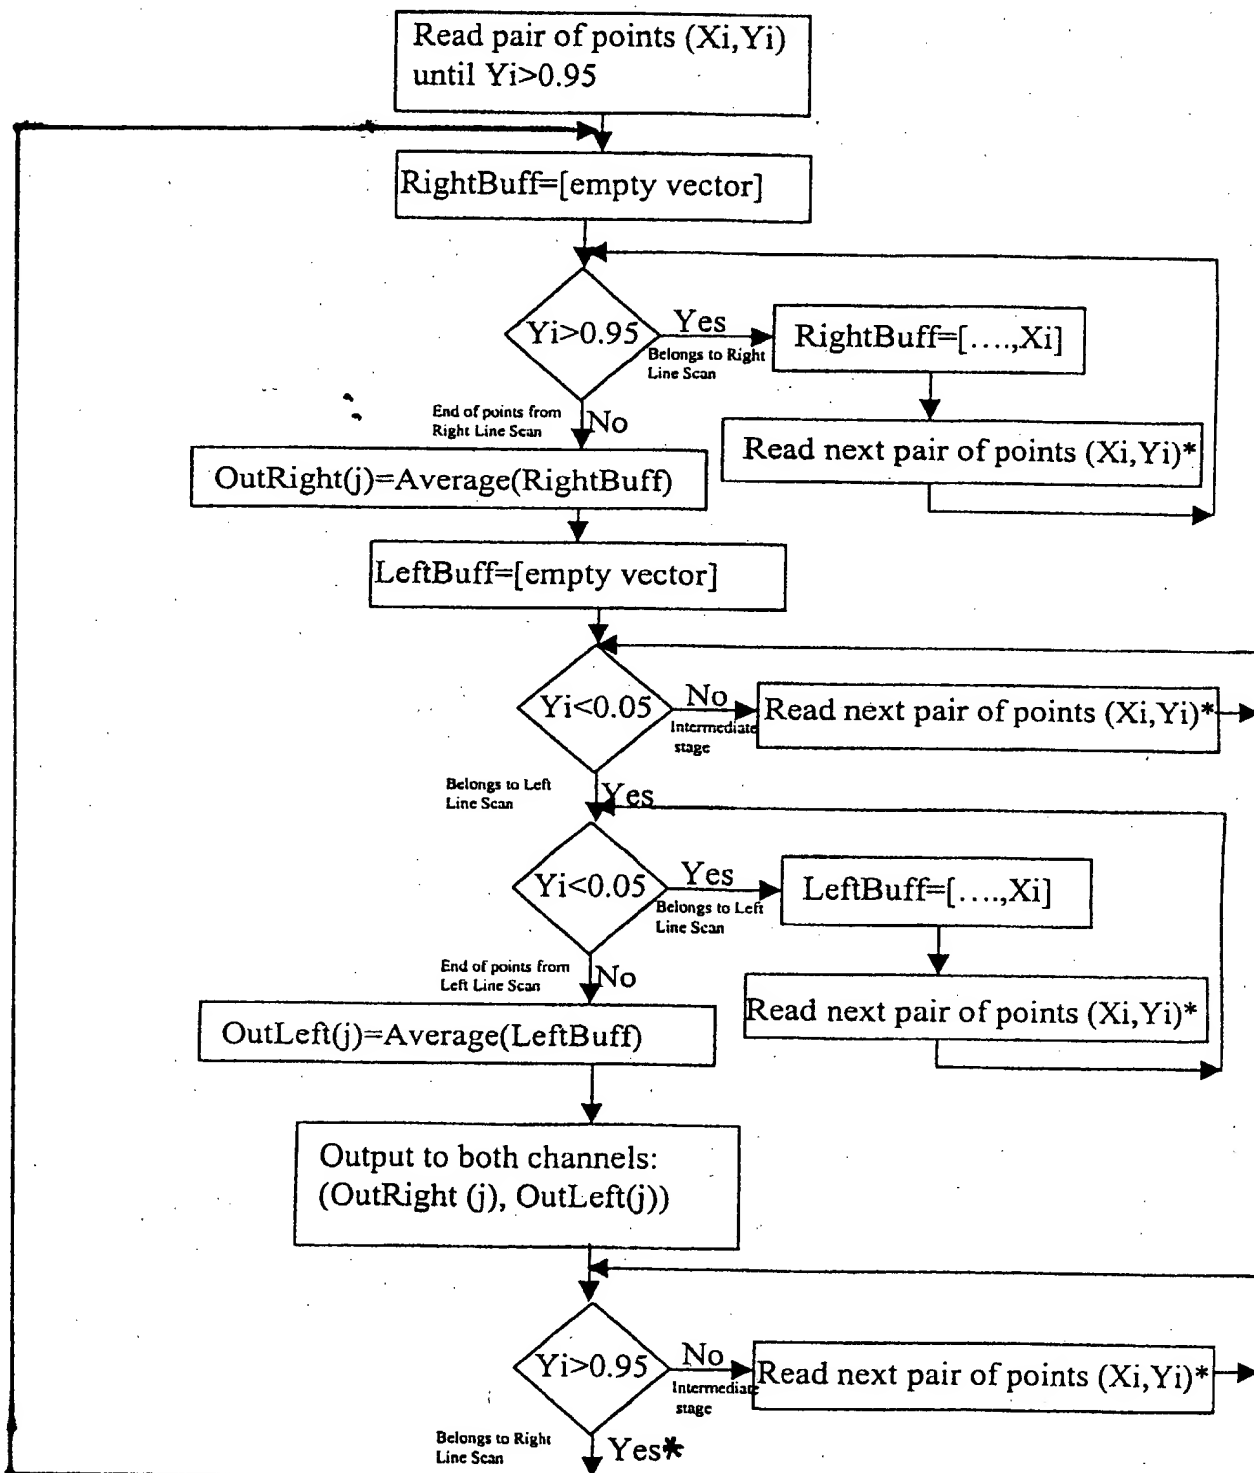 Read pair of points (Xi,Yi)
until Yi>0.95
RightBuff=[empty vector]
Yi>0.95
Yes
Belongs to Right
Line Scan
RightBuff=[....,Xi]
Read next pair of points (Xi,Yi)*
End of points from
Right Line Scan
No
OutRight(j)=Average(RightBuff)
LeftBuff=[empty vector]
Yi<0.05
No
Intermediate
stage
Read next pair of points (Xi,Yi)*
Belongs to Left
Line Scan
Yes
Yi<0.05
Yes
Belongs to Left
Line Scan
LeftBuff=[....,Xi]
Read next pair of points (Xi,Yi)*
End of points from
Left Line Scan
No
OutLeft(j)=Average(LeftBuff)
Output to both channels:
(OutRight (j), OutLeft(j))
Yi>0.95
No
Intermediate
stage
Read next pair of points (Xi,Yi)*
Belongs to Right
Line Scan
Yes*